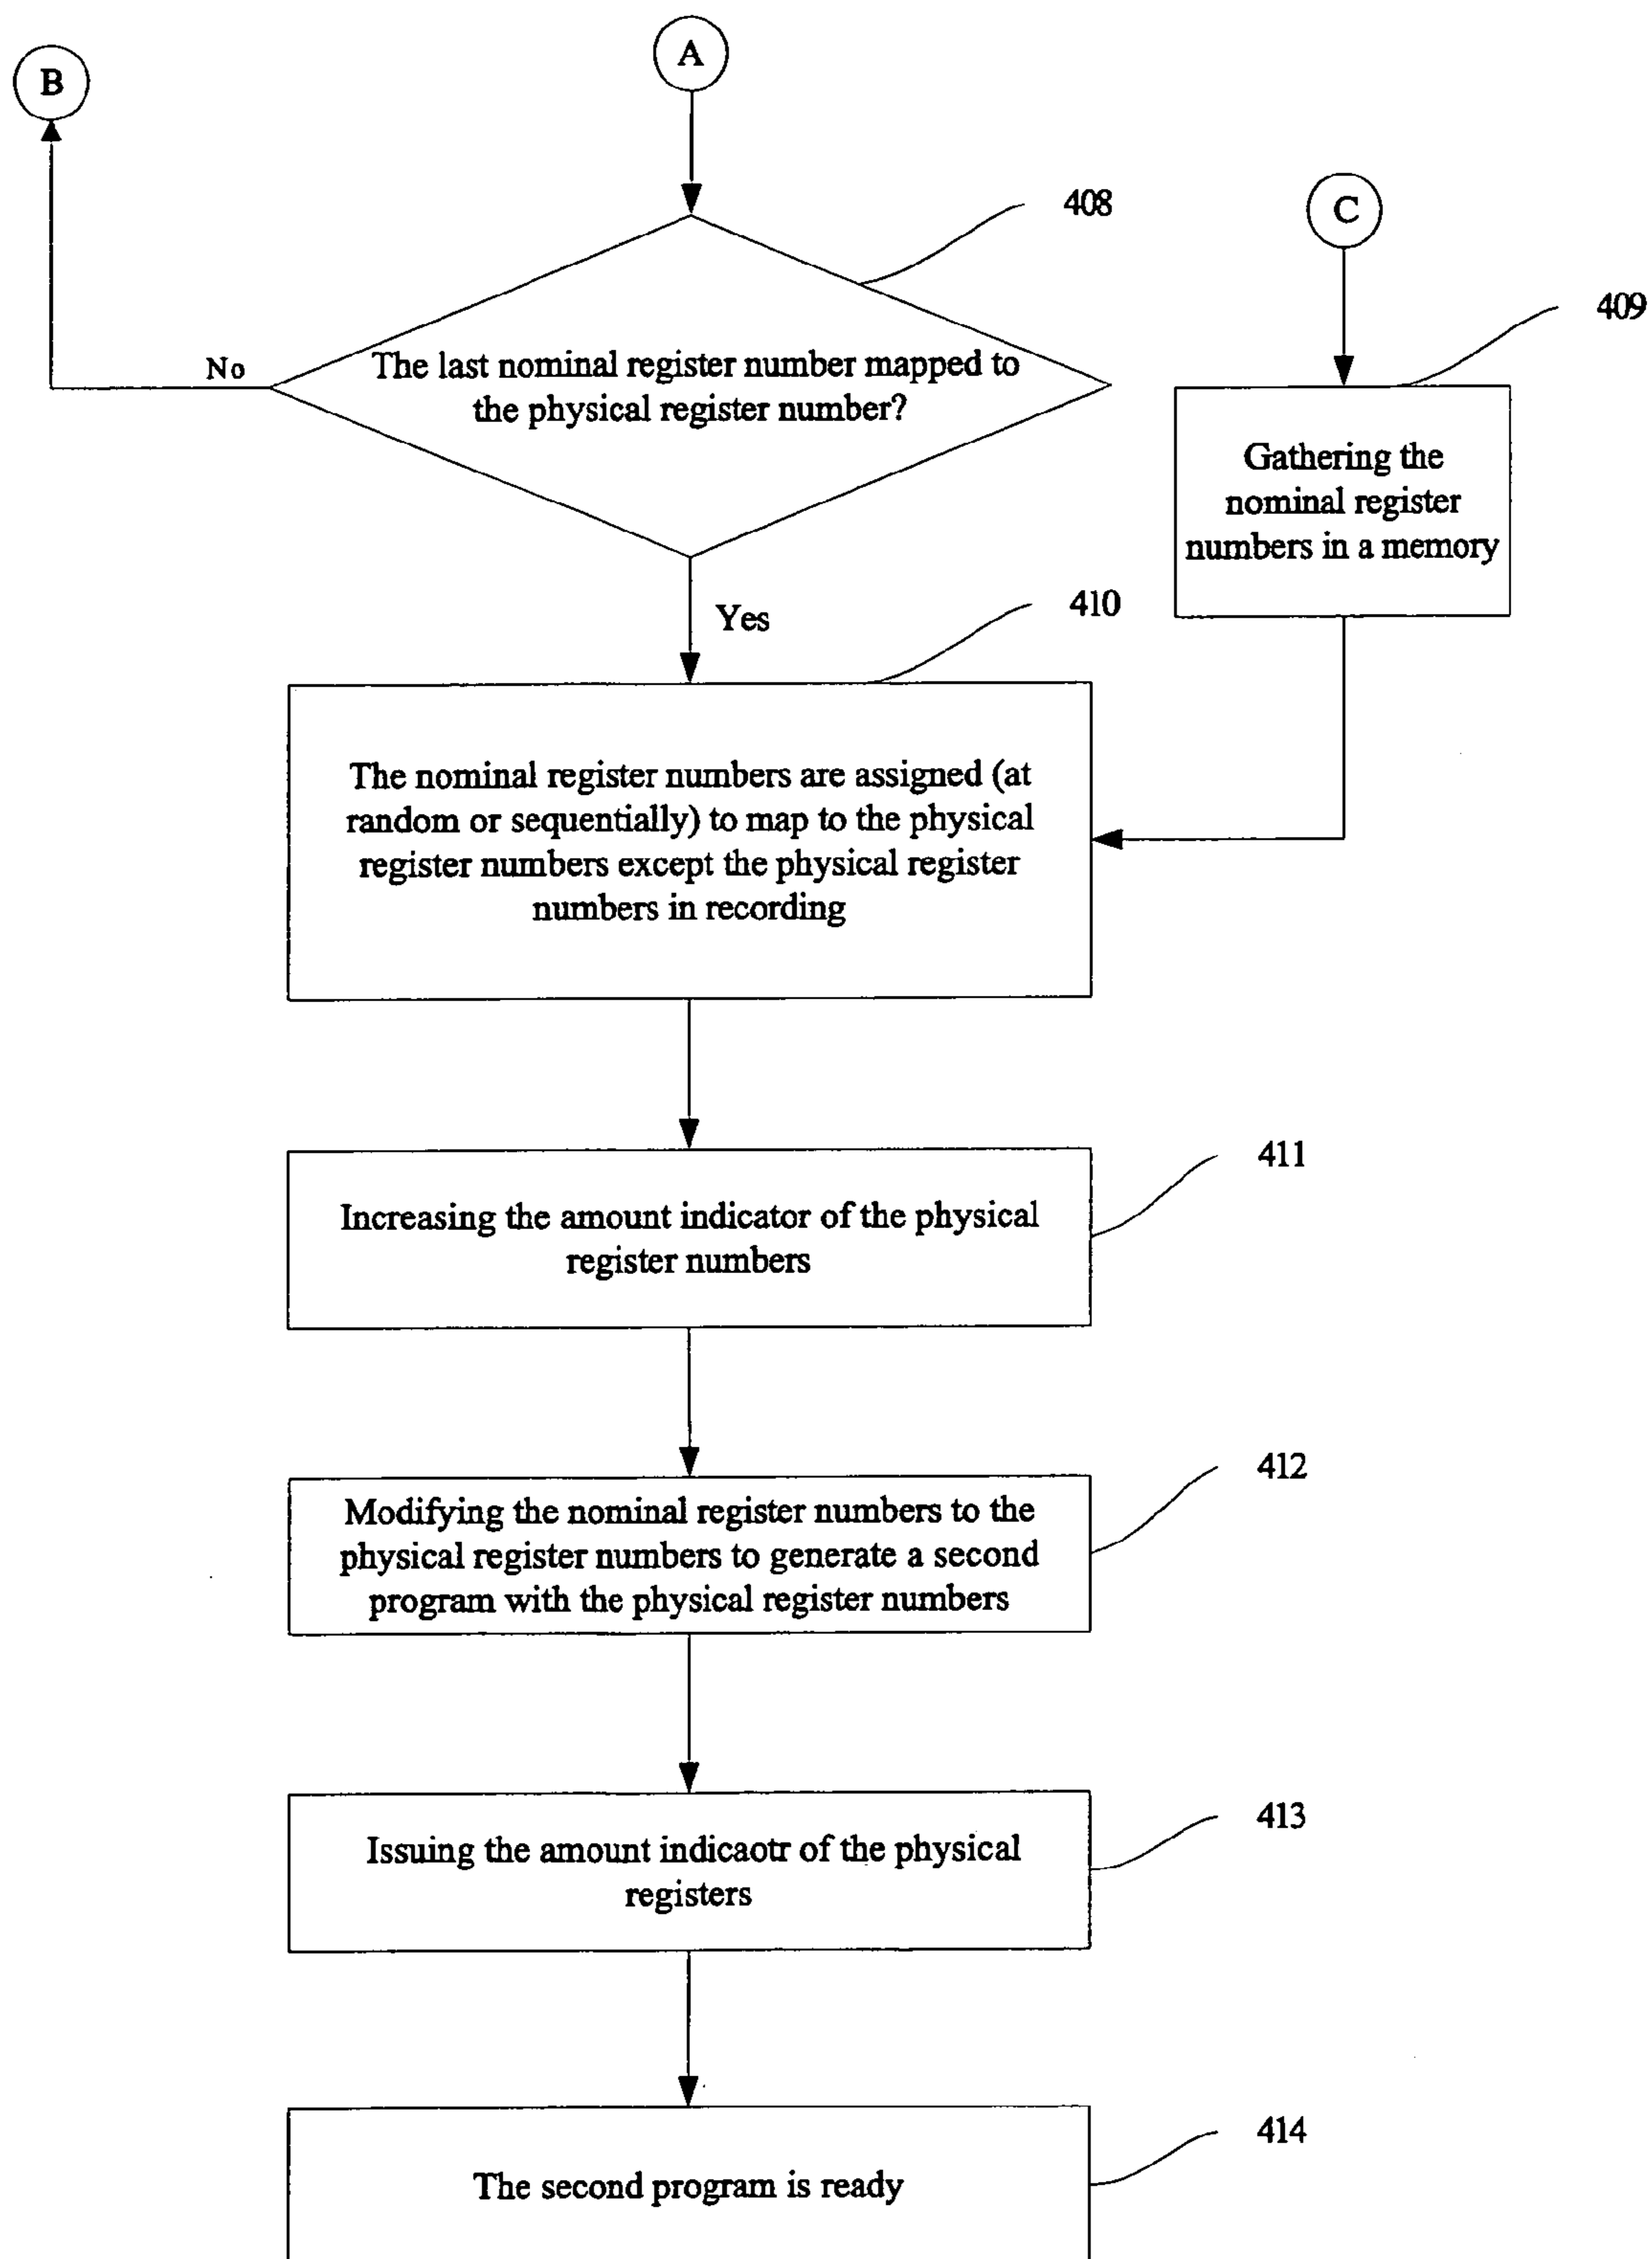 B
A
408
C
409
No
The last nominal register number mapped to
the physical register number?
Gathering the
nominal register
numbers in a memory
Yes
410
The nominal register numbers are assigned (at
random or sequentially) to map to the physical
register numbers except the physical register
numbers in recording
411
Increasing the amount indicator of the physical
register numbers
412
Modifying the nominal register numbers to the
physical register numbers to generate a second
program with the physical register numbers
413
Issuing the amount indicaotr of the physical
registers
414
The second program is ready